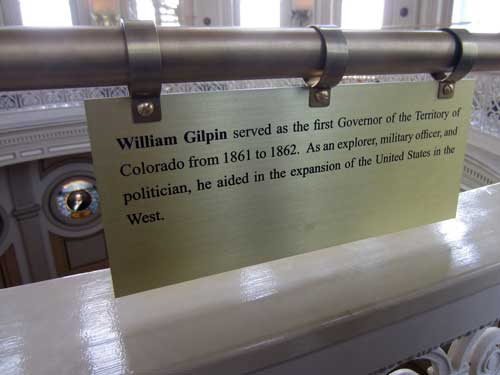 William Gilpin served as the first Governor of the Territory of
Colorado from 1861 to 1862.  As an explorer, military officer, and
politician, he aided in the expansion of the United States in the
West.